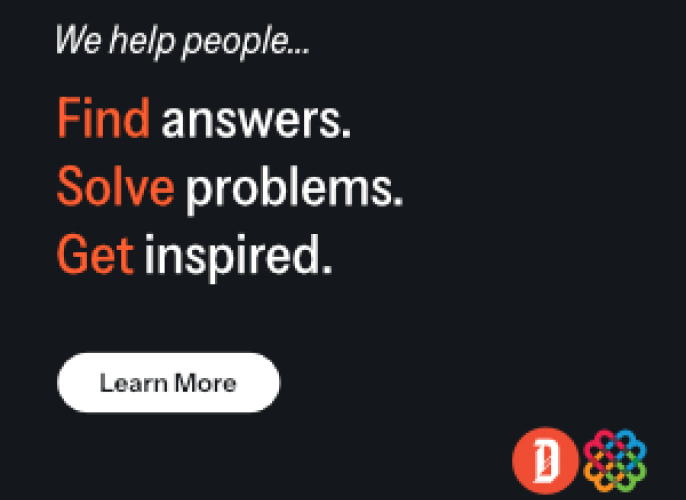 We help people...
Find answers.
Solve problems.
Get inspired.
Learn More
D